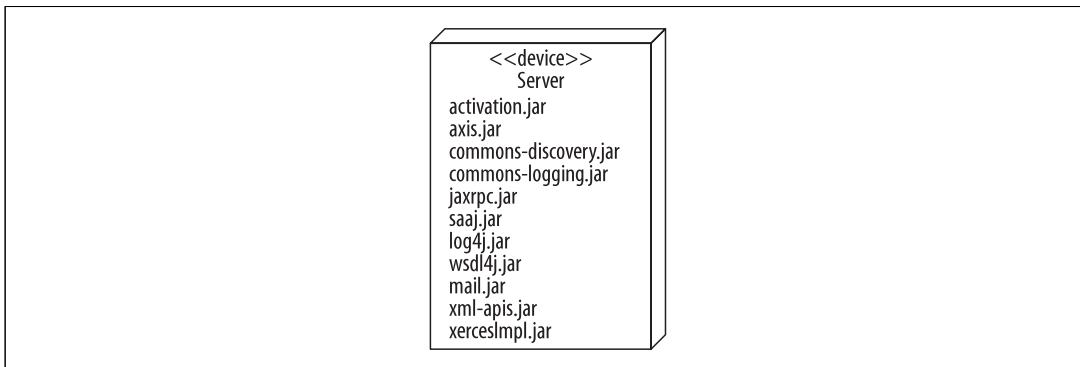 <<device>>
Server
activation.jar
axis.jar
commons-discovery.jar
commons-logging.jar
jaxrpc.jar
saaj.jar
log4j.jar
wsdl4j.jar
mail.jar
xml-apis.jar
xercesImpl.jar